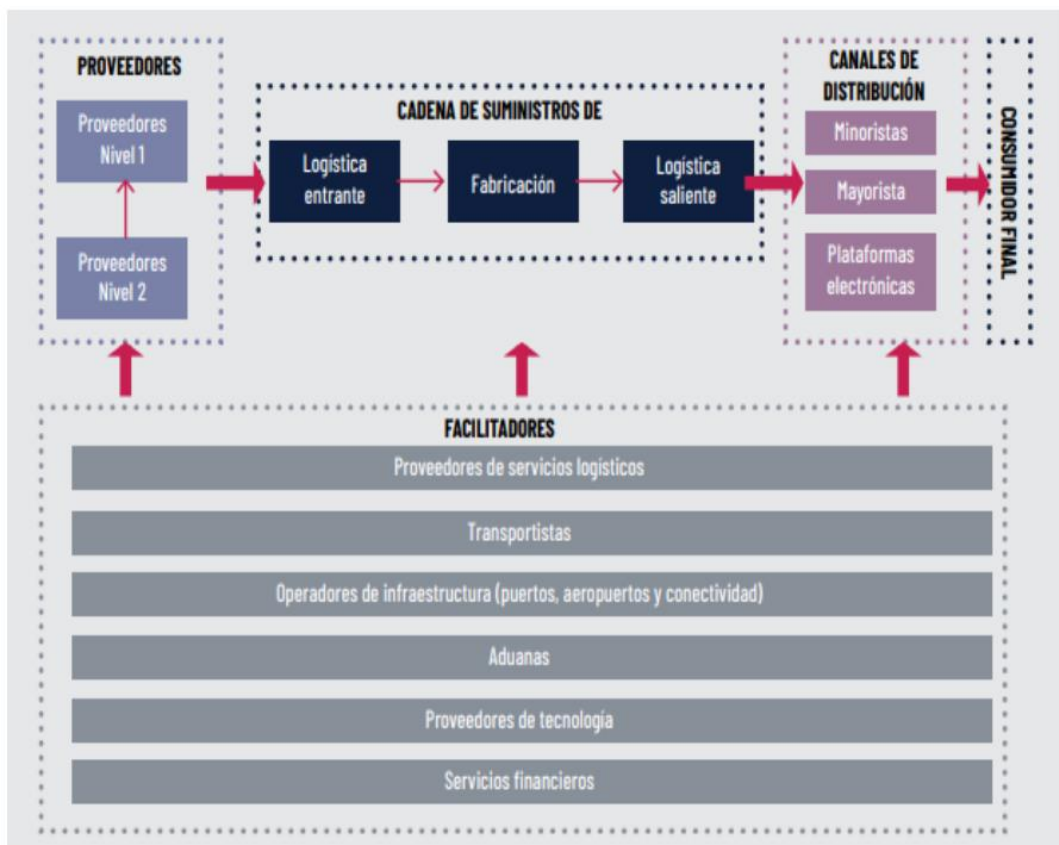 PROVEEDORES
Proveedores
Nivel 1
Proveedores
Nivel 2
CADENA DE SUMINISTROS DE
Logística
entrante
Fabricación
Logística
saliente
CANALES DE
DISTRIBUCIÓN
Minoristas
Mayorista
Plataformas
electrónicas
CONSUMIDOR FINAL
FACILITADORES
Proveedores de servicios logísticos
Transportistas
Operadores de infraestructura (puertos, aeropuertos y conectividad)
Aduanas
Proveedores de tecnología
Servicios financieros